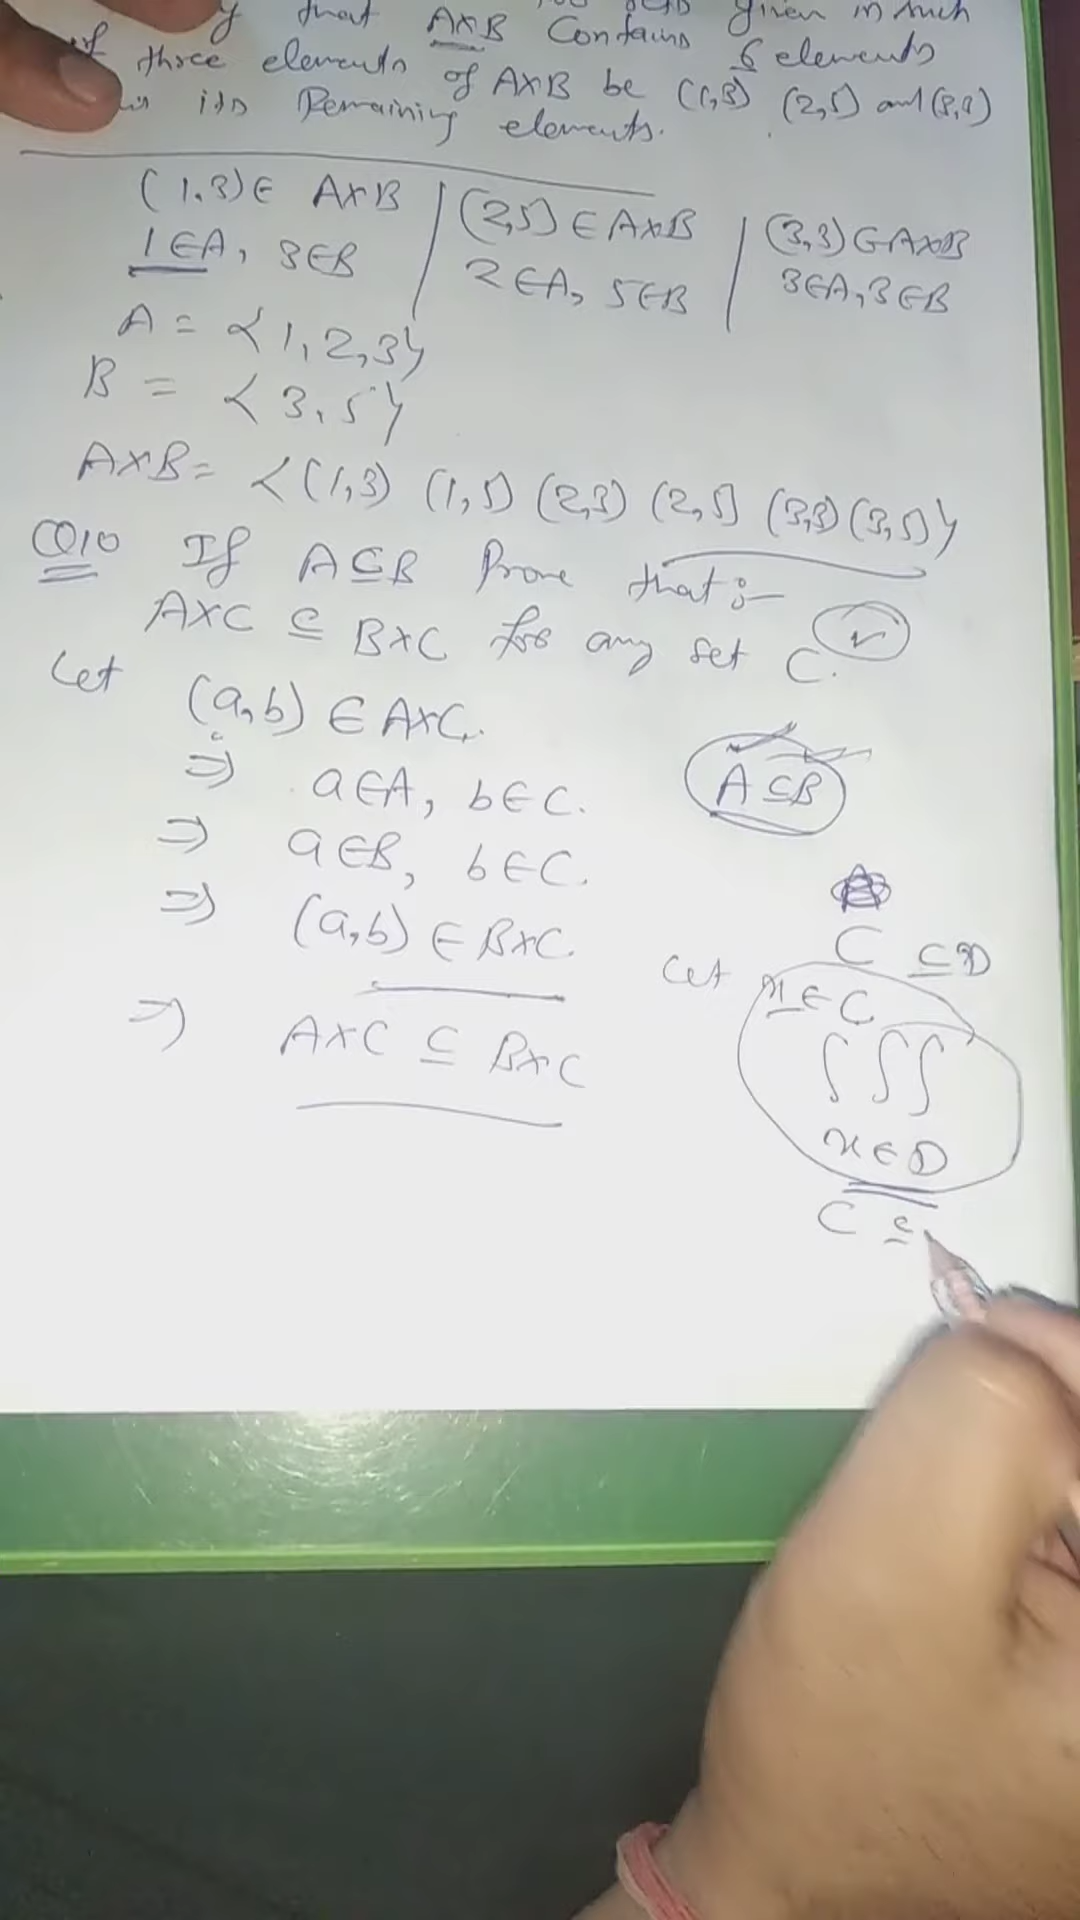 that A×B Contains 6 elements
given in such
three elements of A×B be (1,3) (2,5) and (3,3)
its Remaining elements.
(1,3)∈ A×B
1∈A, 3∈B
(2,5)∈A×B
2∈A, 5∈B
(3,3)∈A×B
3∈A, 3∈B
A = {1,2,3}
B = {3,5}
A×B= {(1,3) (1,5) (2,3) (2,5) (3,3) (3,5)}
Q10 If A⊆B Prove that :-
A×C ⊆ B×C for any set C.
Let (a,b) ∈ A×C.
⇒ a∈A, b∈C.
⇒ a∈B, b∈C.
⇒ (a,b) ∈ B×C
⇒ A×C ⊆ B×C
A⊆B
C ⊆D
Let x∈C
∫∫∫
x∈D
C ⊆